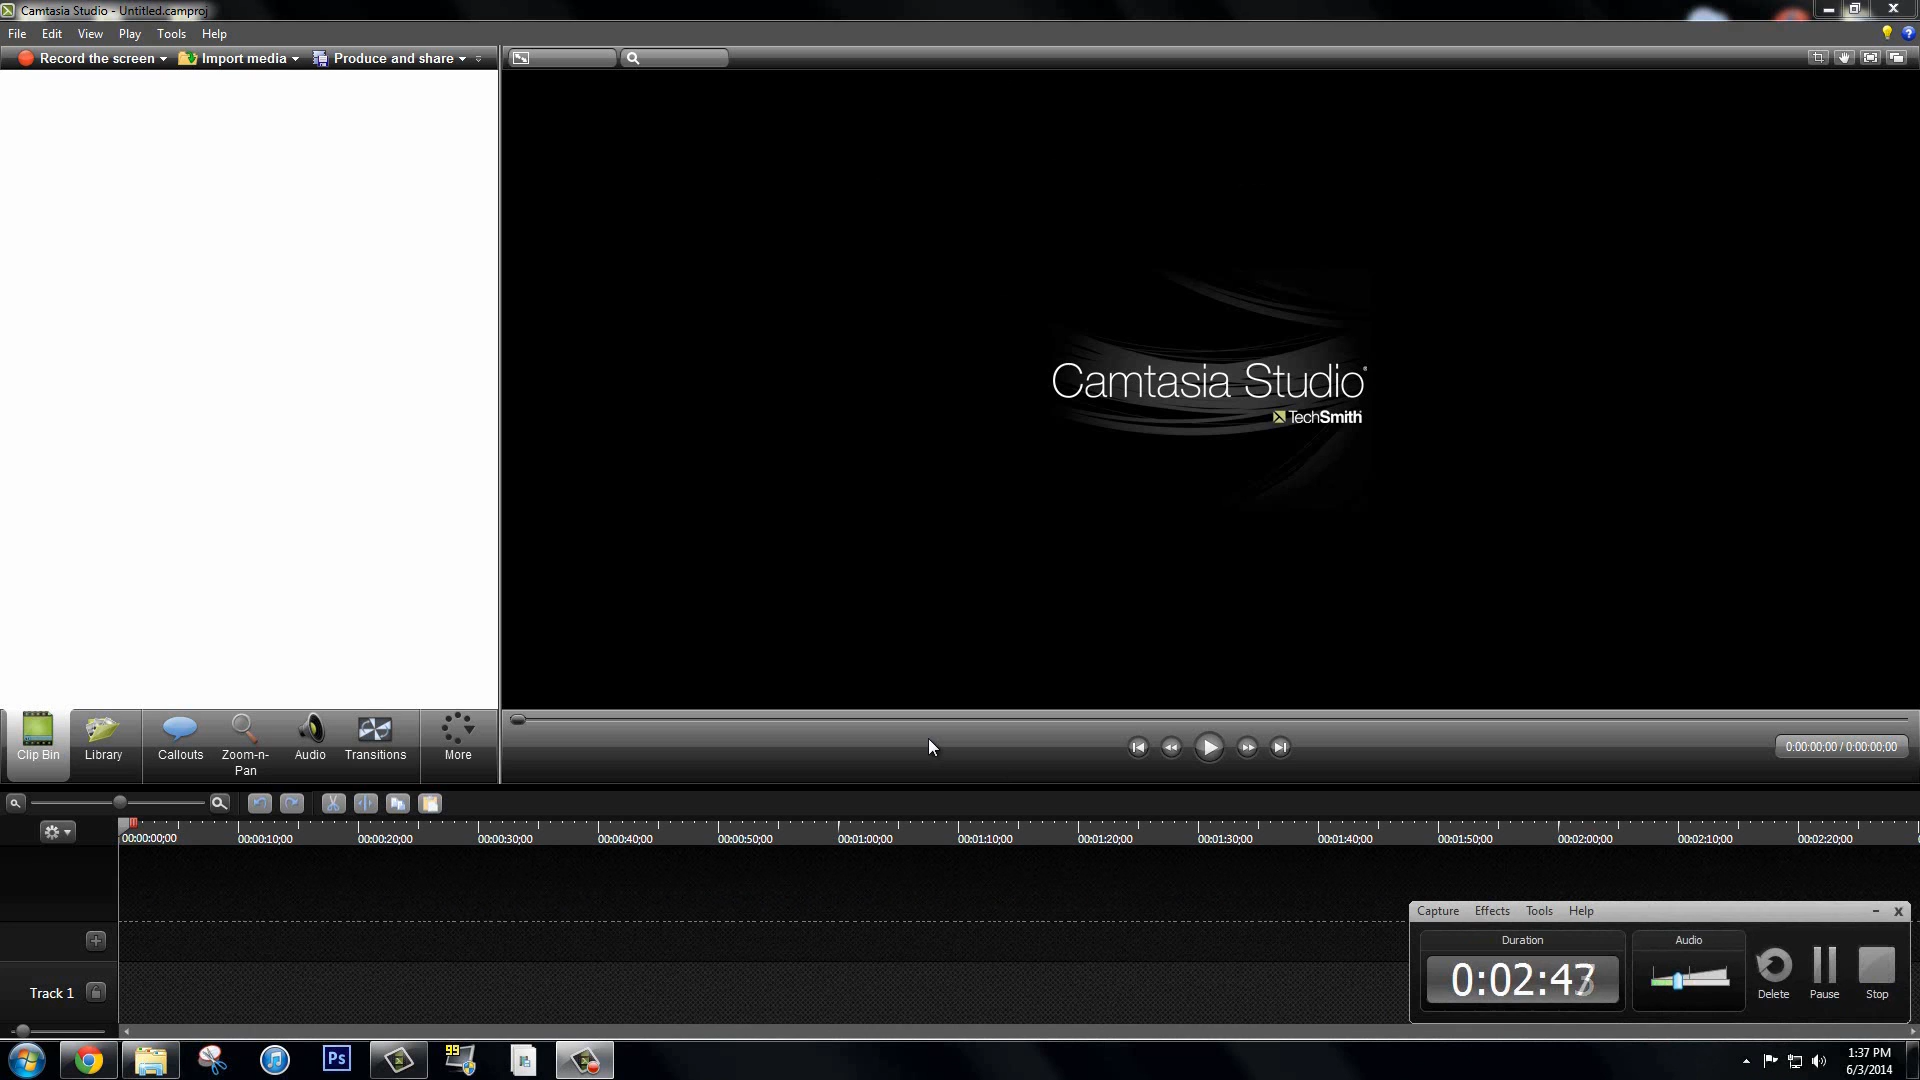 Camtasia Studio - Untitled.camproj
File Edit View Play Tools Help
Record the screen Import media Produce and share
Camtasia Studio
TechSmith
Clip Bin Library Callouts Zoom-n-Pan Audio Transitions More
0:00:00;00 / 0:00:00;00
00:00:00;00 00:00:10;00 00:00:20;00 00:00:30;00 00:00:40;00 00:00:50;00 00:01:00;00 00:01:10;00 00:01:20;00 00:01:30;00 00:01:40;00 00:01:50;00 00:02:00;00 00:02:10;00 00:02:20;00
Capture Effects Tools Help
Duration Audio
Delete Pause Stop
Track 1
Ps
99
1:37 PM
6/3/2014